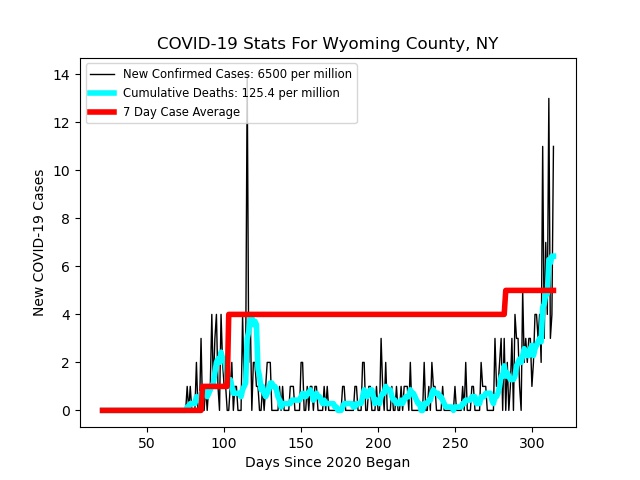 COVID-19 Stats For Wyoming County, NY
New Confirmed Cases: 6500 per million
Cumulative Deaths: 125.4 per million
7 Day Case Average
14
12
10
8
6
4
2
0
New COVID-19 Cases
50 100 150 200 250 300
Days Since 2020 Began